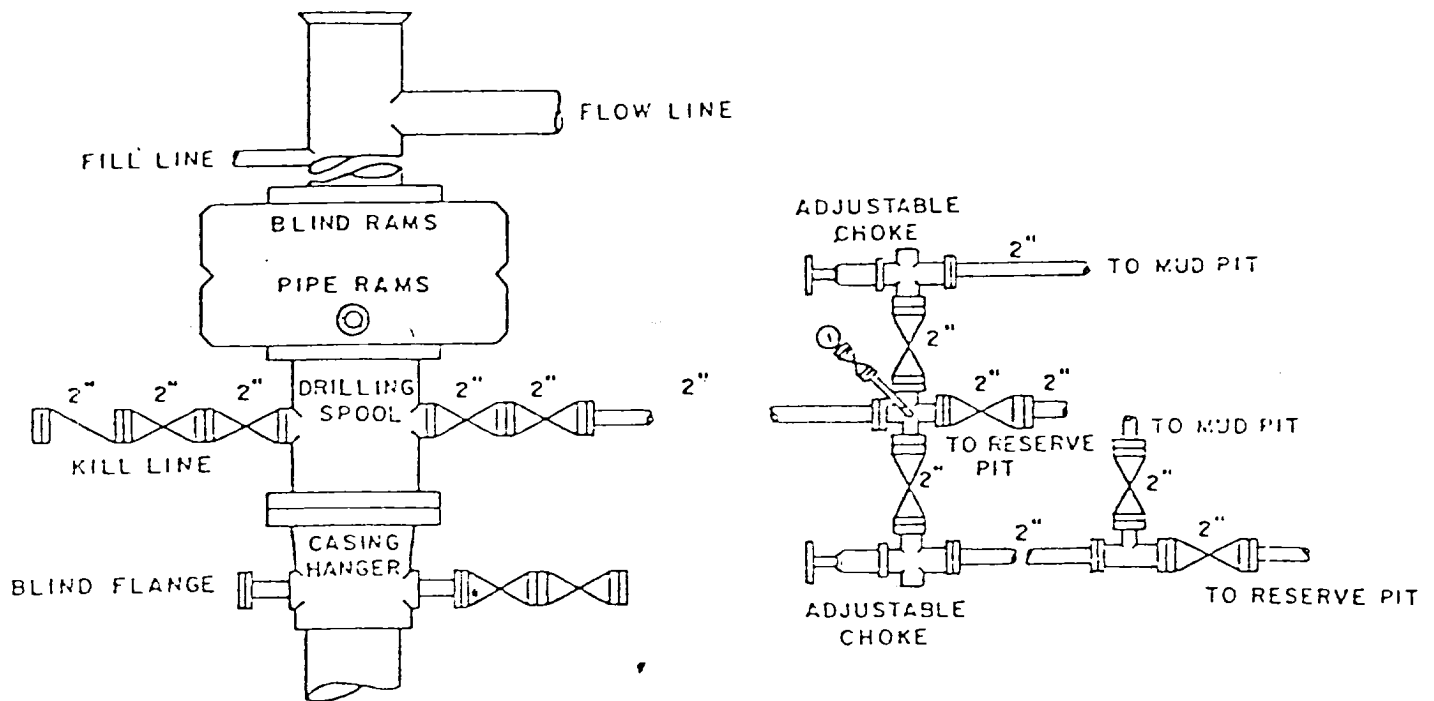 FLOW LINE
FILL LINE
BLIND RAMS
PIPE RAMS
2" 2" 2"
DRILLING
SPOOL
2" 2" 2"
KILL LINE
CASING
HANGER
BLIND FLANGE
ADJUSTABLE
CHOKE
2"
TO MUD PIT
2"
2" 2"
TO RESERVE
PIT
TO MUD PIT
2"
2"
2"
2"
TO RESERVE PIT
ADJUSTABLE
CHOKE